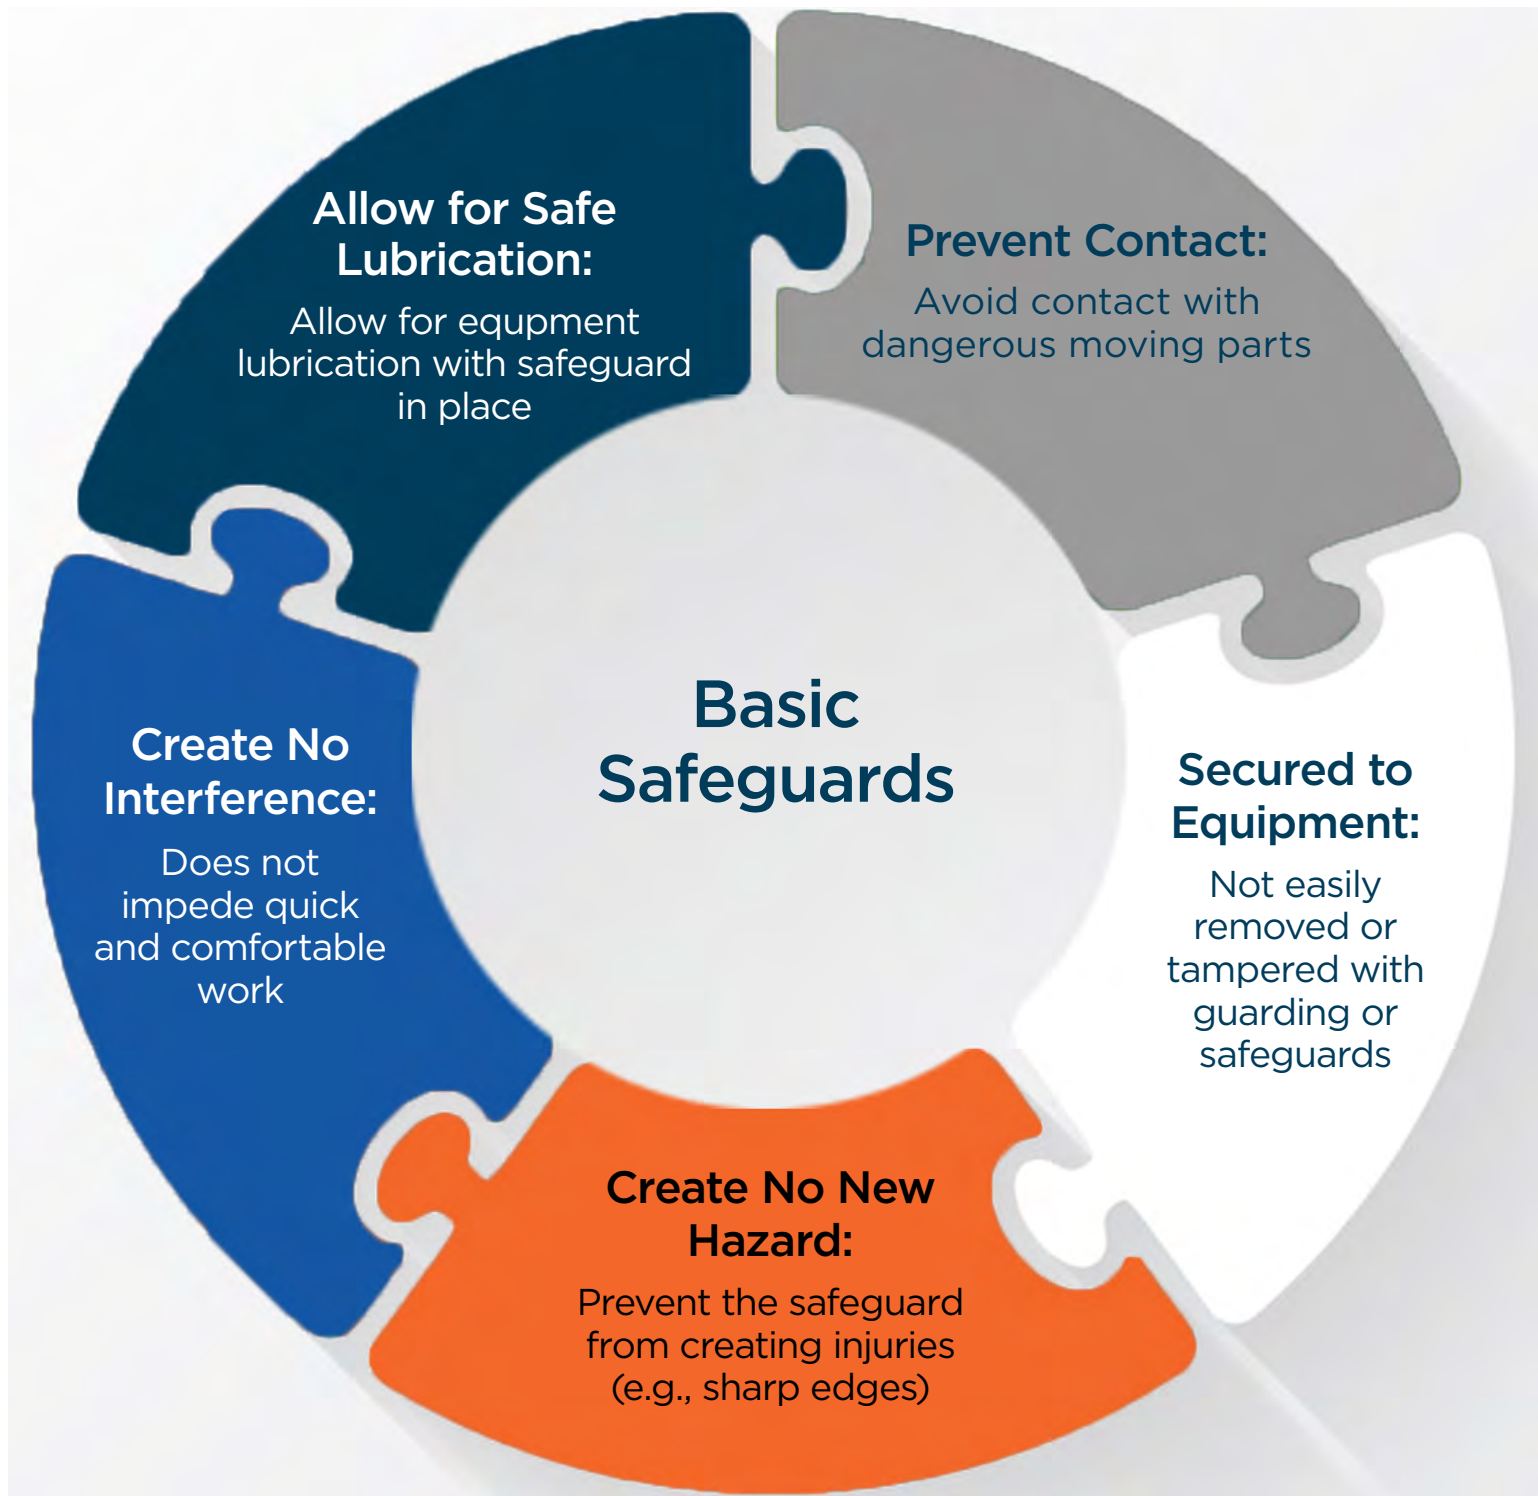 Basic
Safeguards
Prevent Contact:
Avoid contact with
dangerous moving parts
Secured to
Equipment:
Not easily
removed or
tampered with
guarding or
safeguards
Create No New
Hazard:
Prevent the safeguard
from creating injuries
(e.g., sharp edges)
Create No
Interference:
Does not
impede quick
and comfortable
work
Allow for Safe
Lubrication:
Allow for equpment
lubrication with safeguard
in place